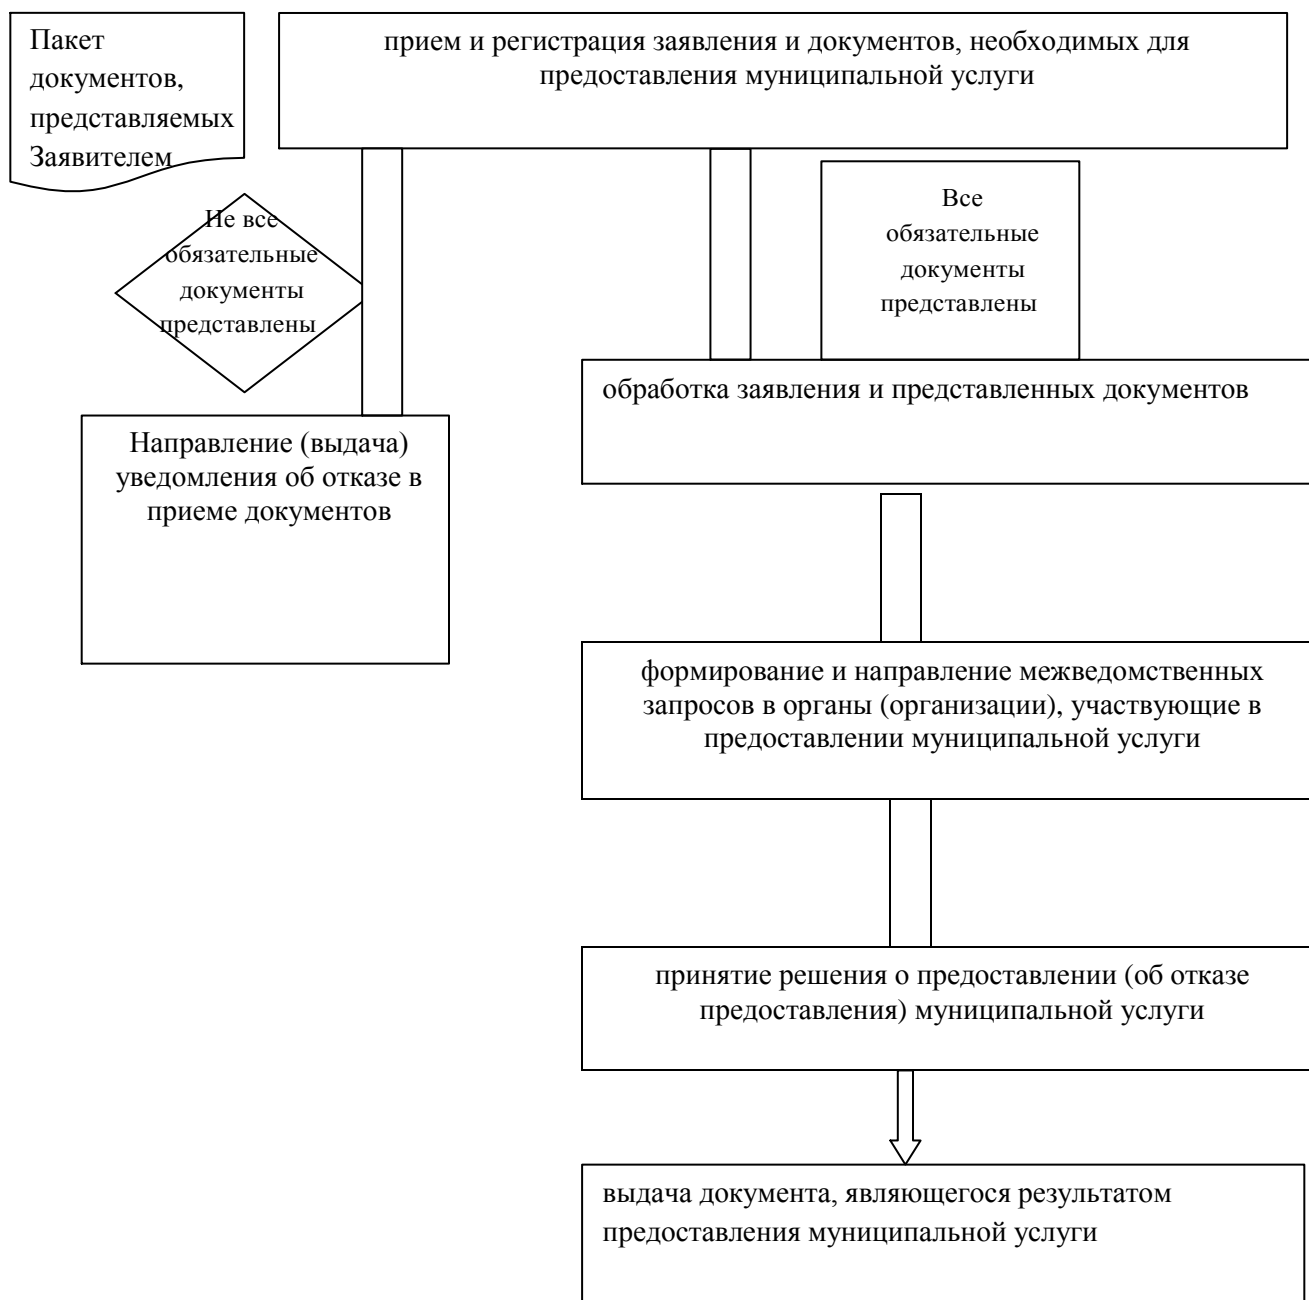 Пакет
документов,
представляемых
Заявителем
прием и регистрация заявления и документов, необходимых для
предоставления муниципальной услуги
Не все
обязательные
документы
представлены
Все
обязательные
документы
представлены
обработка заявления и представленных документов
Направление (выдача)
уведомления об отказе в
приеме документов
формирование и направление межведомственных
запросов в органы (организации), участвующие в
предоставлении муниципальной услуги
принятие решения о предоставлении (об отказе
предоставления) муниципальной услуги
выдача документа, являющегося результатом
предоставления муниципальной услуги